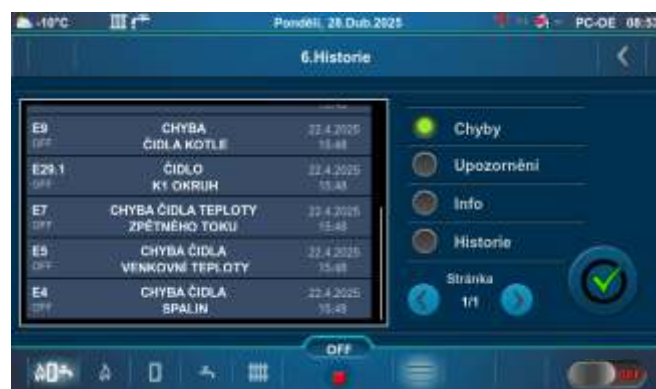 -10°C
Pondělí, 28.Dub.2025
PC-OE 08:53
6.Historie
E9 CHYBA 22.4.2025
OFF ČIDLA KOTLE 15:48
E29.1 ČIDLO 22.4.2025
OFF K1 OKRUH 15:48
E7 CHYBA ČIDLA TEPLOTY 22.4.2025
OFF ZPĚTNÉHO TOKU 15:48
E5 CHYBA ČIDLA 22.4.2025
OFF VENKOVNÍ TEPLOTY 15:48
E4 CHYBA ČIDLA 22.4.2025
OFF SPALIN 15:48
Chyby
Upozornění
Info
Historie
Stránka
1/1
OFF
OFF